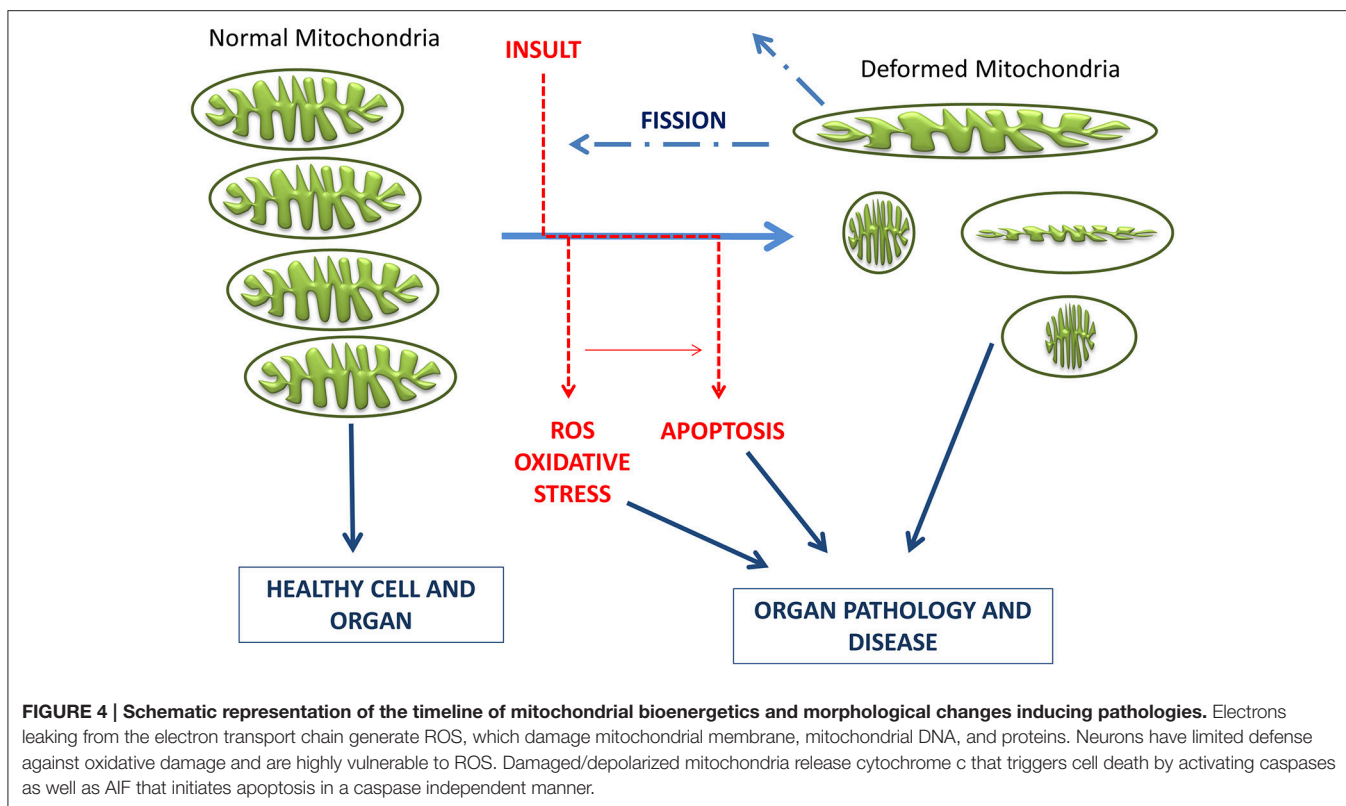 Normal Mitochondria
INSULT
Deformed Mitochondria
FISSION
ROS
OXIDATIVE
STRESS
APOPTOSIS
HEALTHY CELL AND
ORGAN
ORGAN PATHOLOGY AND
DISEASE
FIGURE 4 | Schematic representation of the timeline of mitochondrial bioenergetics and morphological changes inducing pathologies. Electrons
leaking from the electron transport chain generate ROS, which damage mitochondrial membrane, mitochondrial DNA, and proteins. Neurons have limited defense
against oxidative damage and are highly vulnerable to ROS. Damaged/depolarized mitochondria release cytochrome c that triggers cell death by activating caspases
as well as AIF that initiates apoptosis in a caspase independent manner.